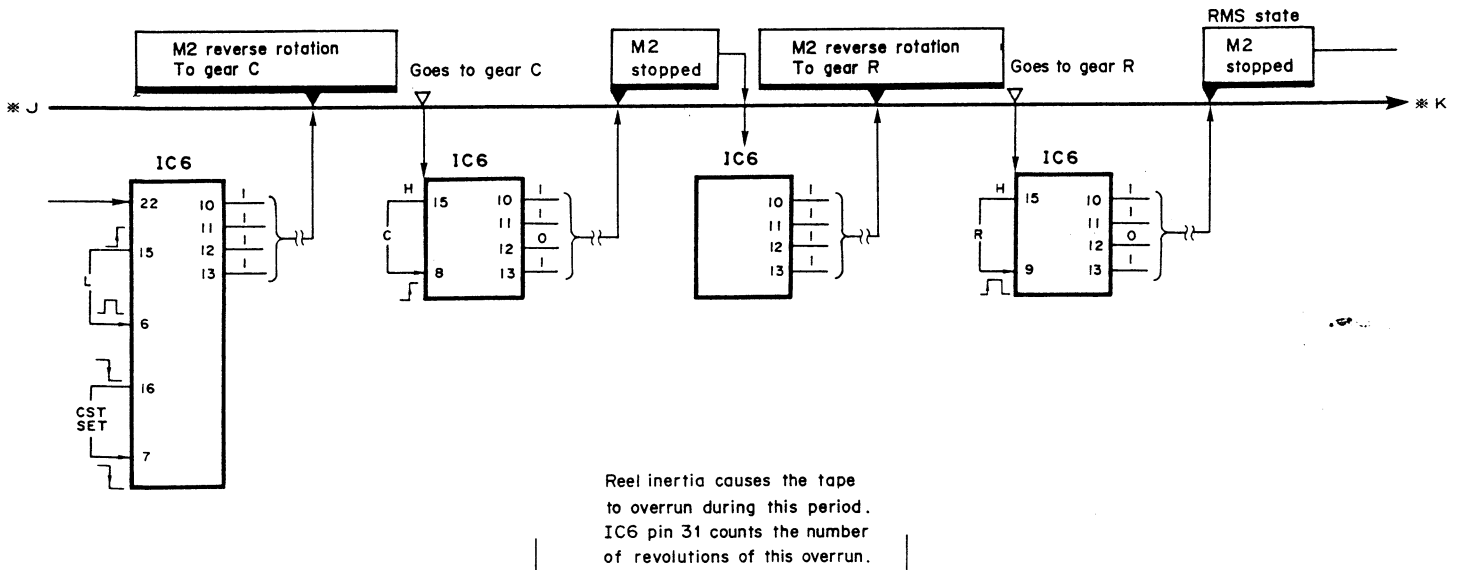 RMS state
M2 reverse rotation
To gear C
Goes to gear C
M2
stopped
M2 reverse rotation
To gear R
Goes to gear R
M2
stopped
※ J
※ K
IC6
22
15
L
6
16
CST
SET
7
10 1
11 1
12 1
13 1
IC6
H
15
C
8
10 1
11 1
12 0
13 1
IC6
10 1
11 1
12 1
13 1
IC6
H
15
R
9
10 1
11 1
12 0
13 1
Reel inertia causes the tape
to overrun during this period.
IC6 pin 31 counts the number
of revolutions of this overrun.